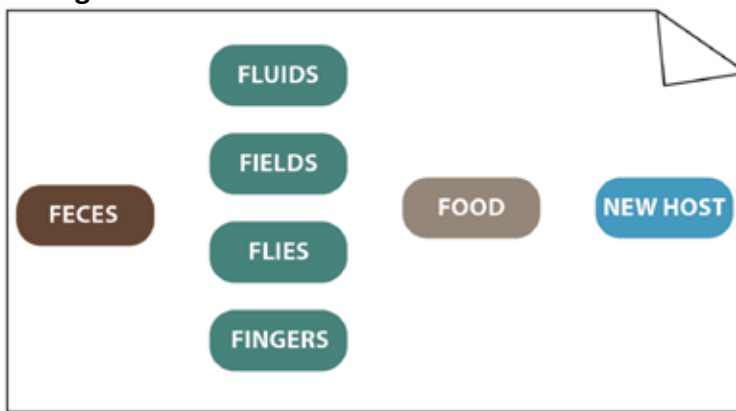 FLUIDS
FIELDS
FECES
FOOD
NEW HOST
FLIES
FINGERS